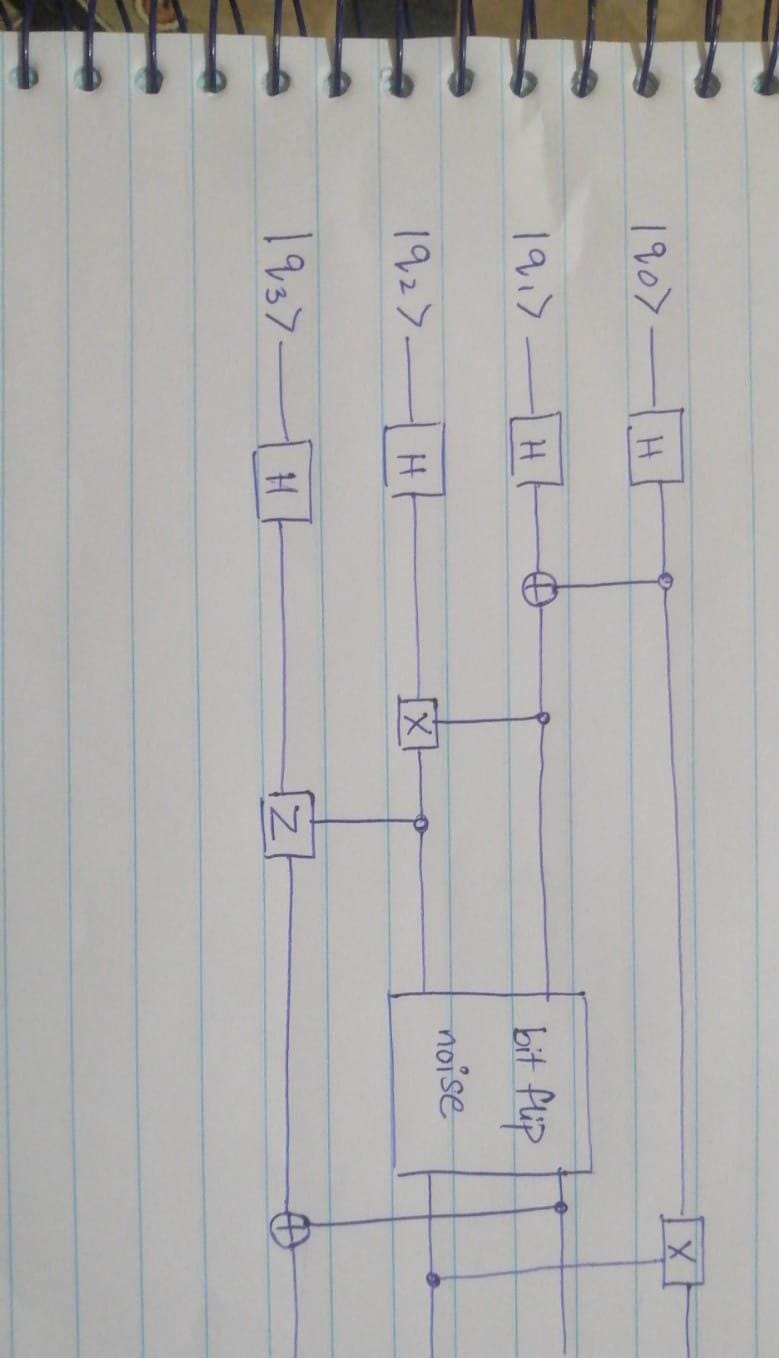 |q0> H X
|q1> H bit flip
|q2> H X noise
|q3> H Z